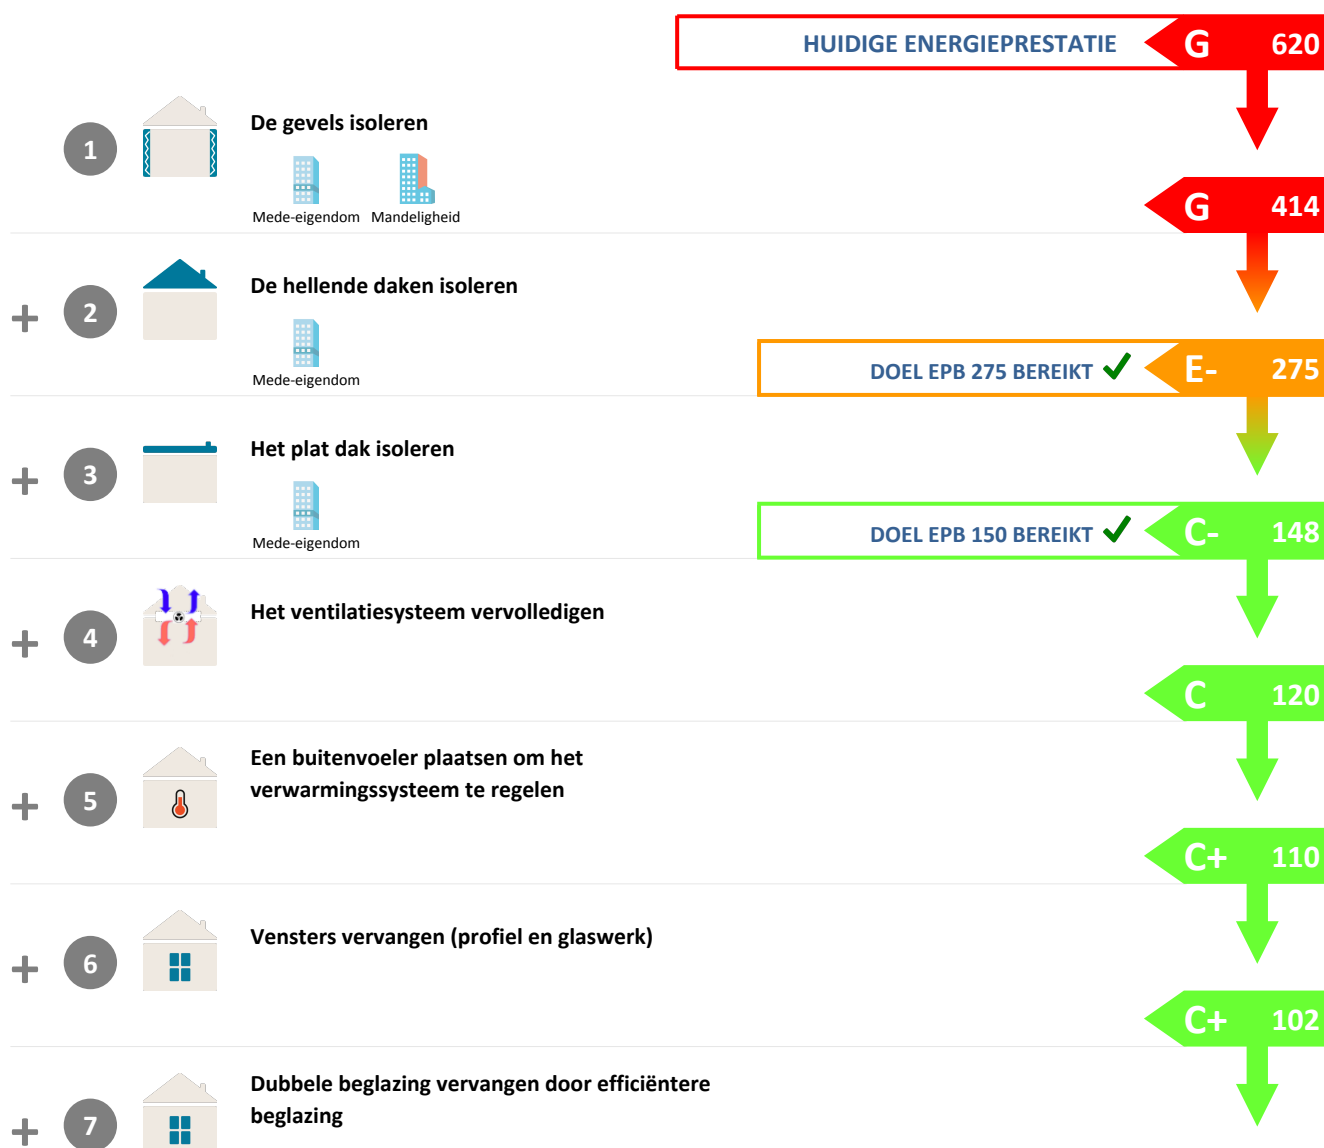 HUIDIGE ENERGIEPRESTATIE G 620
1 De gevels isoleren
Mede-eigendom Mandeligheid
G 414
+ 2 De hellende daken isoleren
Mede-eigendom
DOEL EPB 275 BEREIKT E- 275
+ 3 Het plat dak isoleren
Mede-eigendom
DOEL EPB 150 BEREIKT C- 148
+ 4 Het ventilatiesysteem vervolledigen
C 120
+ 5 Een buitenvoeler plaatsen om het
verwarmingssysteem te regelen
C+ 110
+ 6 Vensters vervangen (profiel en glaswerk)
C+ 102
+ 7 Dubbele beglazing vervangen door efficiëntere
beglazing